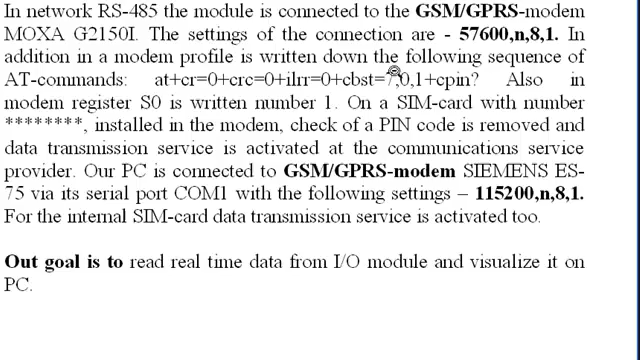 In network RS-485 the module is connected to the GSM/GPRS-modem
MOXA G2150I. The settings of the connection are - 57600,n,8,1. In
addition in a modem profile is written down the following sequence of
AT-commands: at+cr=0+crc=0+ilrr=0+cbst=7,0,1+cpin? Also in
modem register S0 is written number 1. On a SIM-card with number
********, installed in the modem, check of a PIN code is removed and
data transmission service is activated at the communications service
provider. Our PC is connected to GSM/GPRS-modem SIEMENS ES-
75 via its serial port COM1 with the following settings – 115200,n,8,1.
For the internal SIM-card data transmission service is activated too.
Out goal is to read real time data from I/O module and visualize it on
PC.